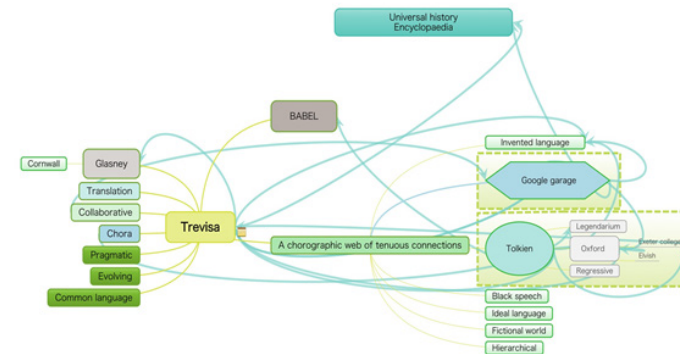 Universal history
Encyclopaedia
BABEL
Invented language
Cornwall
Glasney
Google garage
Translation
Collaborative
Trevisa
Legendarium
Chora
A chorographic web of tenuous connections
Tolkien
Oxford
Exeter college
Pragmatic
Elvish
Evolving
Regressive
Common language
Black speech
Ideal language
Fictional world
Hierarchical